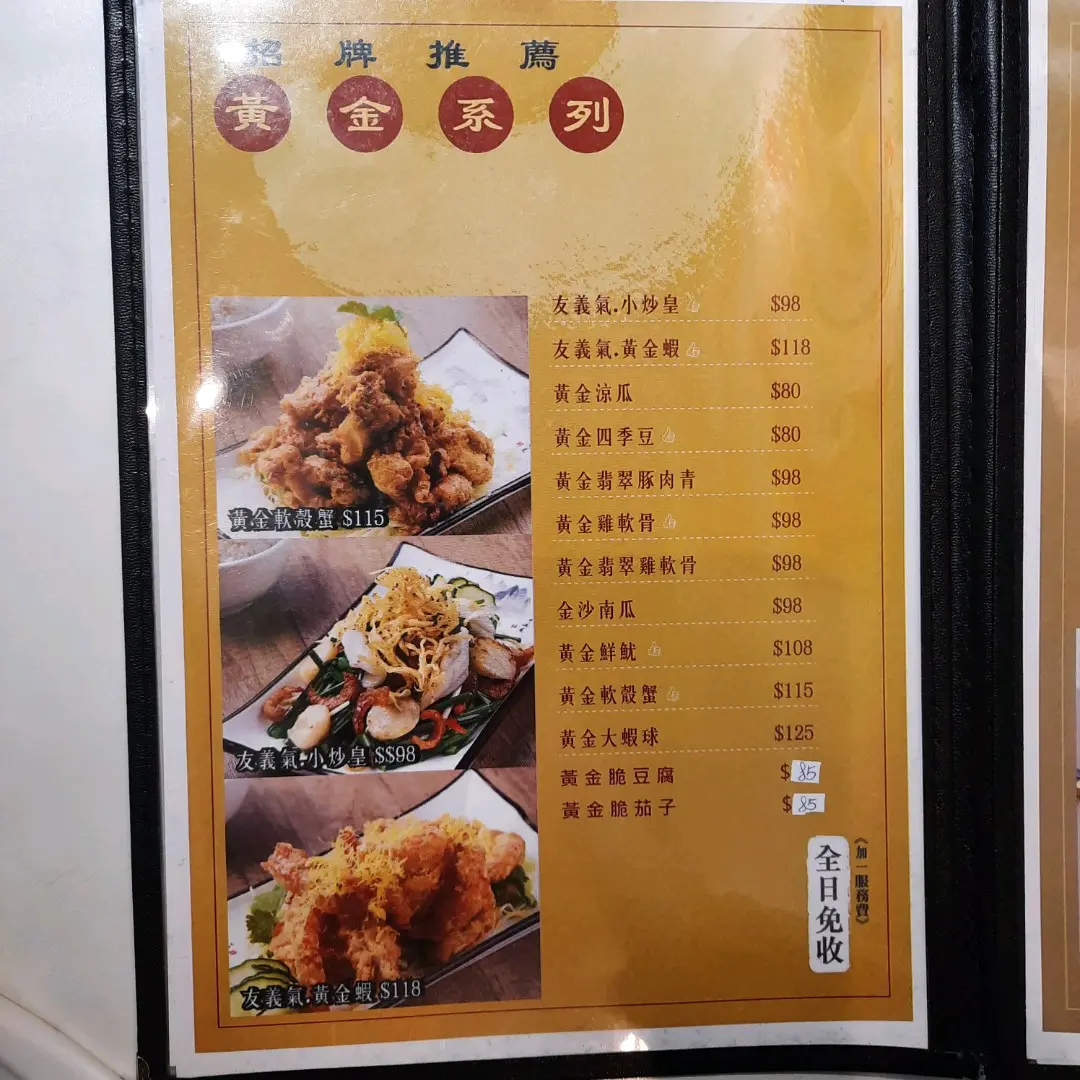 招牌推薦
黃金系列
友義氣.小炒皇 $98
友義氣.黃金蝦 $118
黃金涼瓜 $80
黃金四季豆 $80
黃金翡翠豚肉青 $98
黃金雞軟骨 $98
黃金翡翠雞軟骨 $98
金沙南瓜 $98
黃金鮮魷 $108
黃金軟殼蟹 $115
黃金大蝦球 $125
黃金脆豆腐 $85
黃金脆茄子 $85
黃金軟殼蟹 $115
友義氣.小炒皇 $$98
友義氣.黃金蝦 $118
《加一服務費》
全日免收